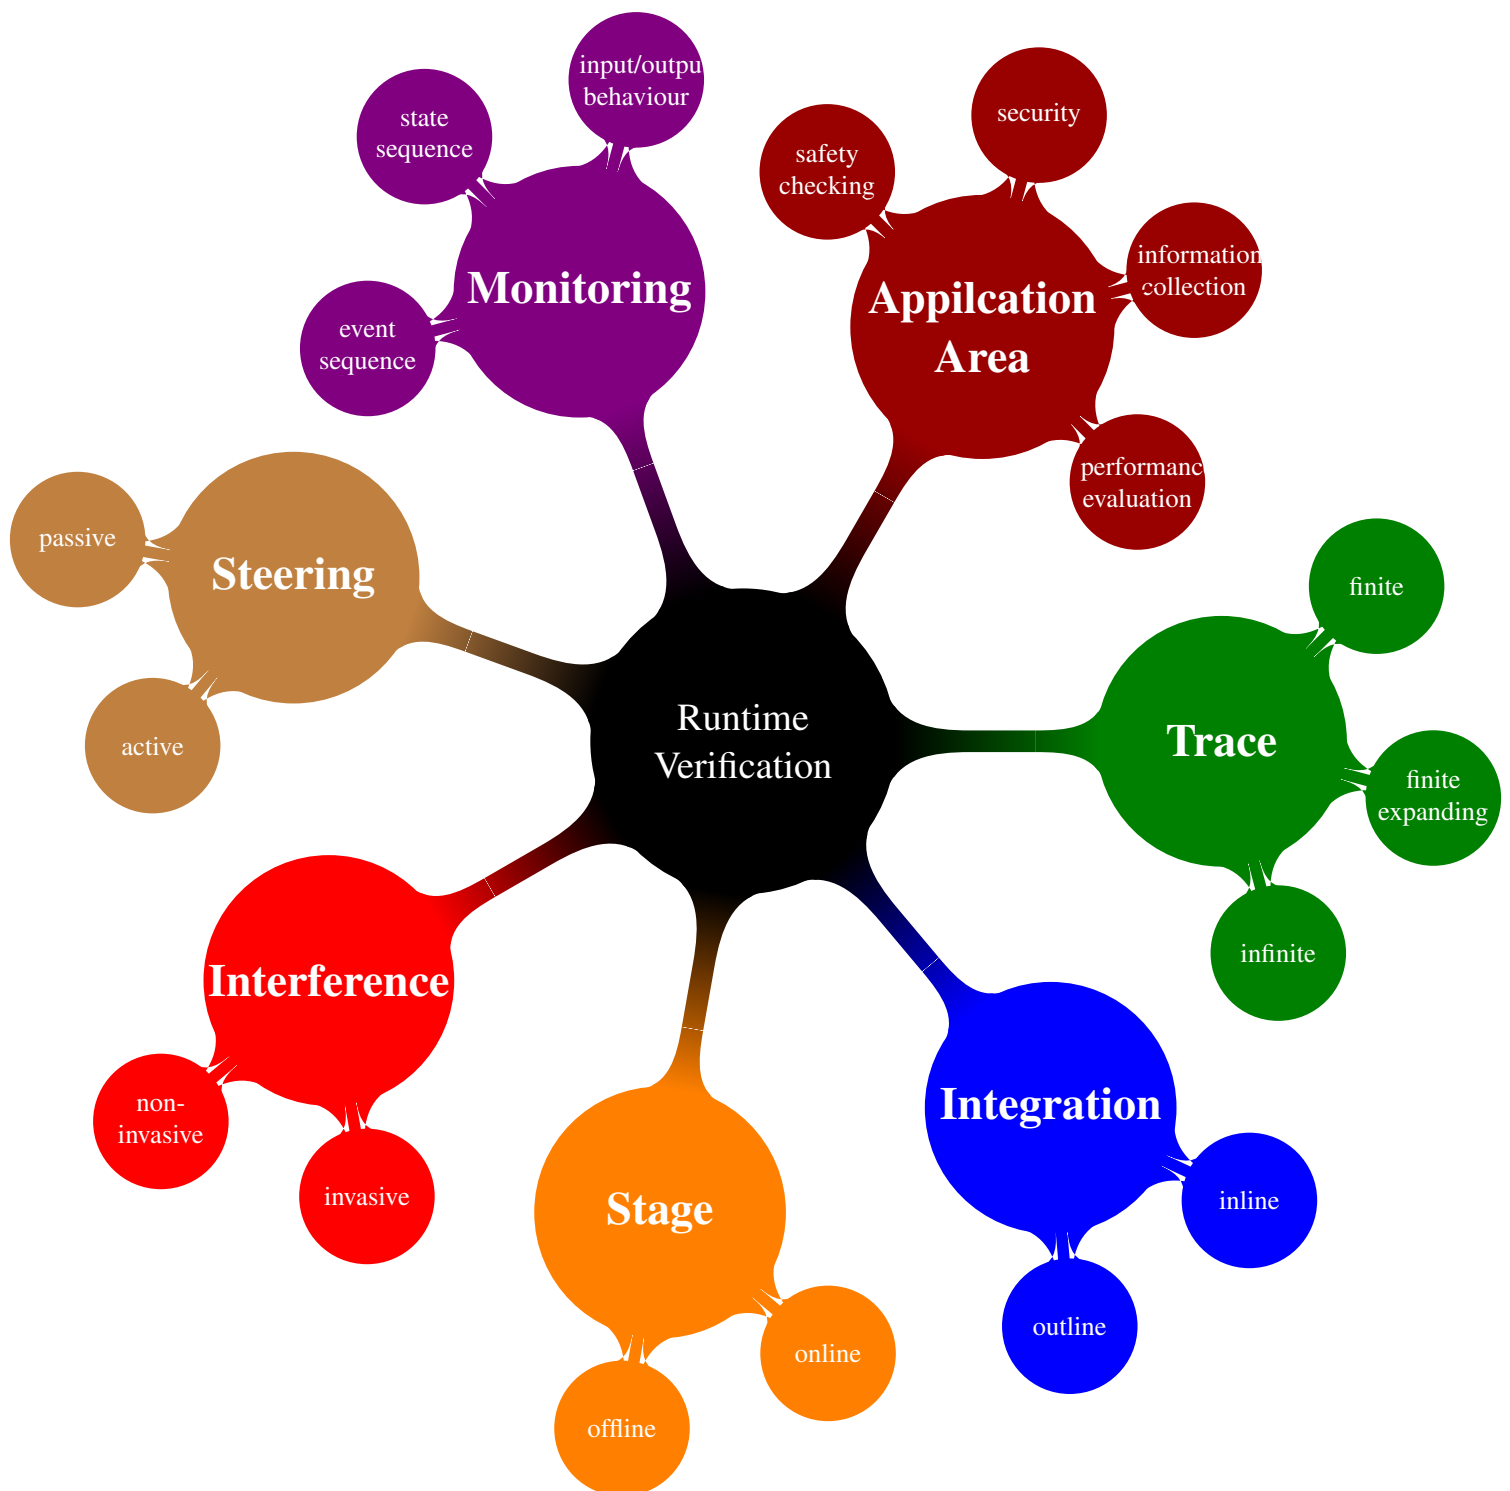 Runtime
Verification
Monitoring
input/outpu
behaviour
state
sequence
event
sequence
Appilcation
Area
safety
checking
security
information
collection
performanc
evaluation
Trace
finite
finite
expanding
infinite
Integration
inline
outline
Stage
online
offline
Interference
non-
invasive
invasive
Steering
passive
active